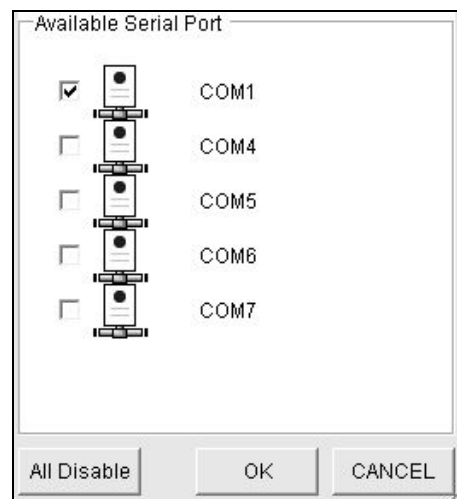 Available Serial Port
COM1
COM4
COM5
COM6
COM7
All Disable OK CANCEL